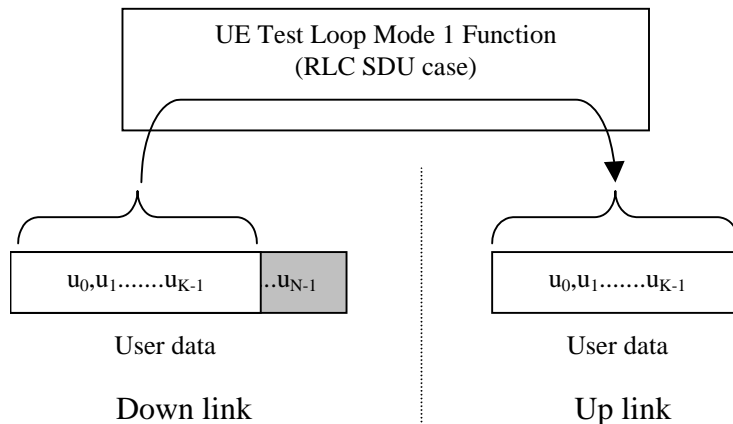 UE Test Loop Mode 1 Function
(RLC SDU case)
u0,u1.......uK-1 ..uN-1
u0,u1.......uK-1
User data
User data
Down link
Up link